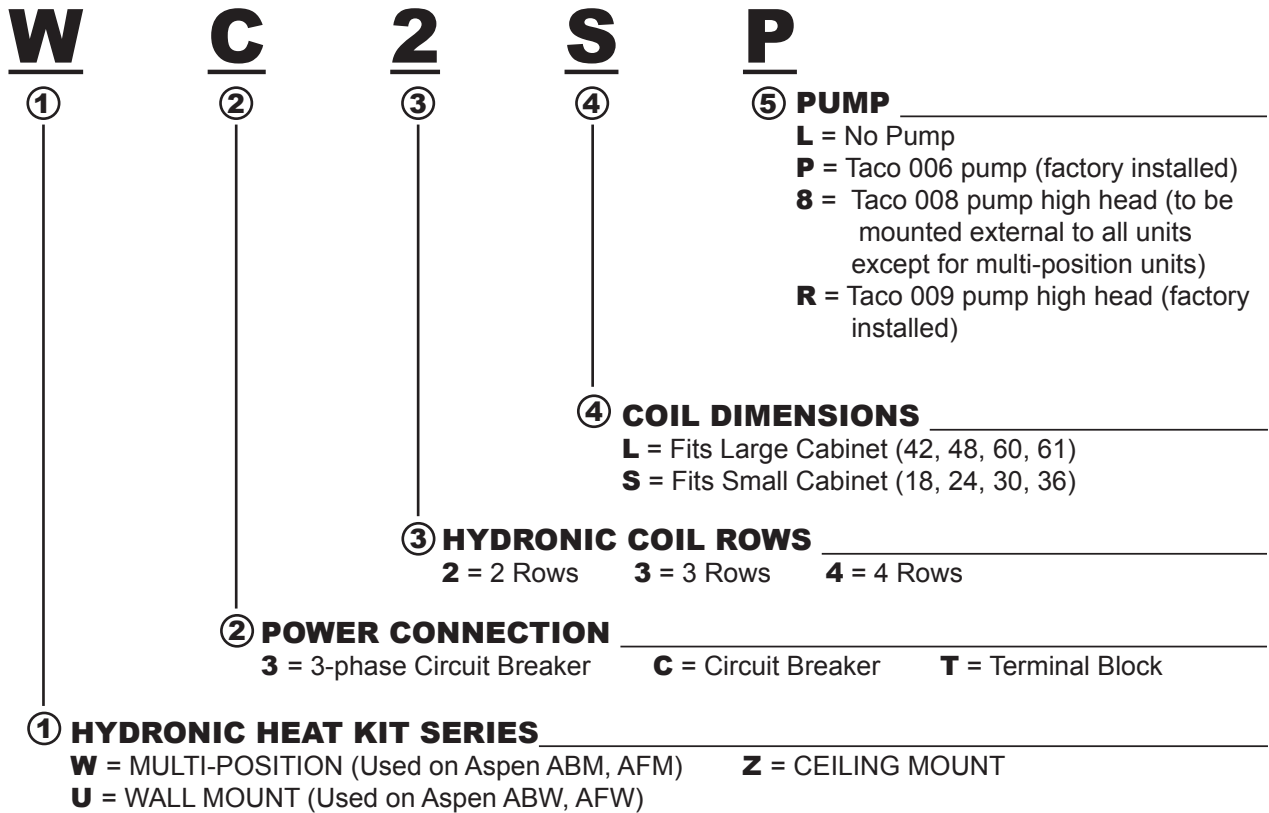 W C 2 S P
① ② ③ ④ ⑤ PUMP
L = No Pump
P = Taco 006 pump (factory installed)
8 = Taco 008 pump high head (to be
mounted external to all units
except for multi-position units)
R = Taco 009 pump high head (factory
installed)
④ COIL DIMENSIONS
L = Fits Large Cabinet (42, 48, 60, 61)
S = Fits Small Cabinet (18, 24, 30, 36)
③ HYDRONIC COIL ROWS
2 = 2 Rows 3 = 3 Rows 4 = 4 Rows
② POWER CONNECTION
3 = 3-phase Circuit Breaker C = Circuit Breaker T = Terminal Block
① HYDRONIC HEAT KIT SERIES
W = MULTI-POSITION (Used on Aspen ABM, AFM) Z = CEILING MOUNT
U = WALL MOUNT (Used on Aspen ABW, AFW)